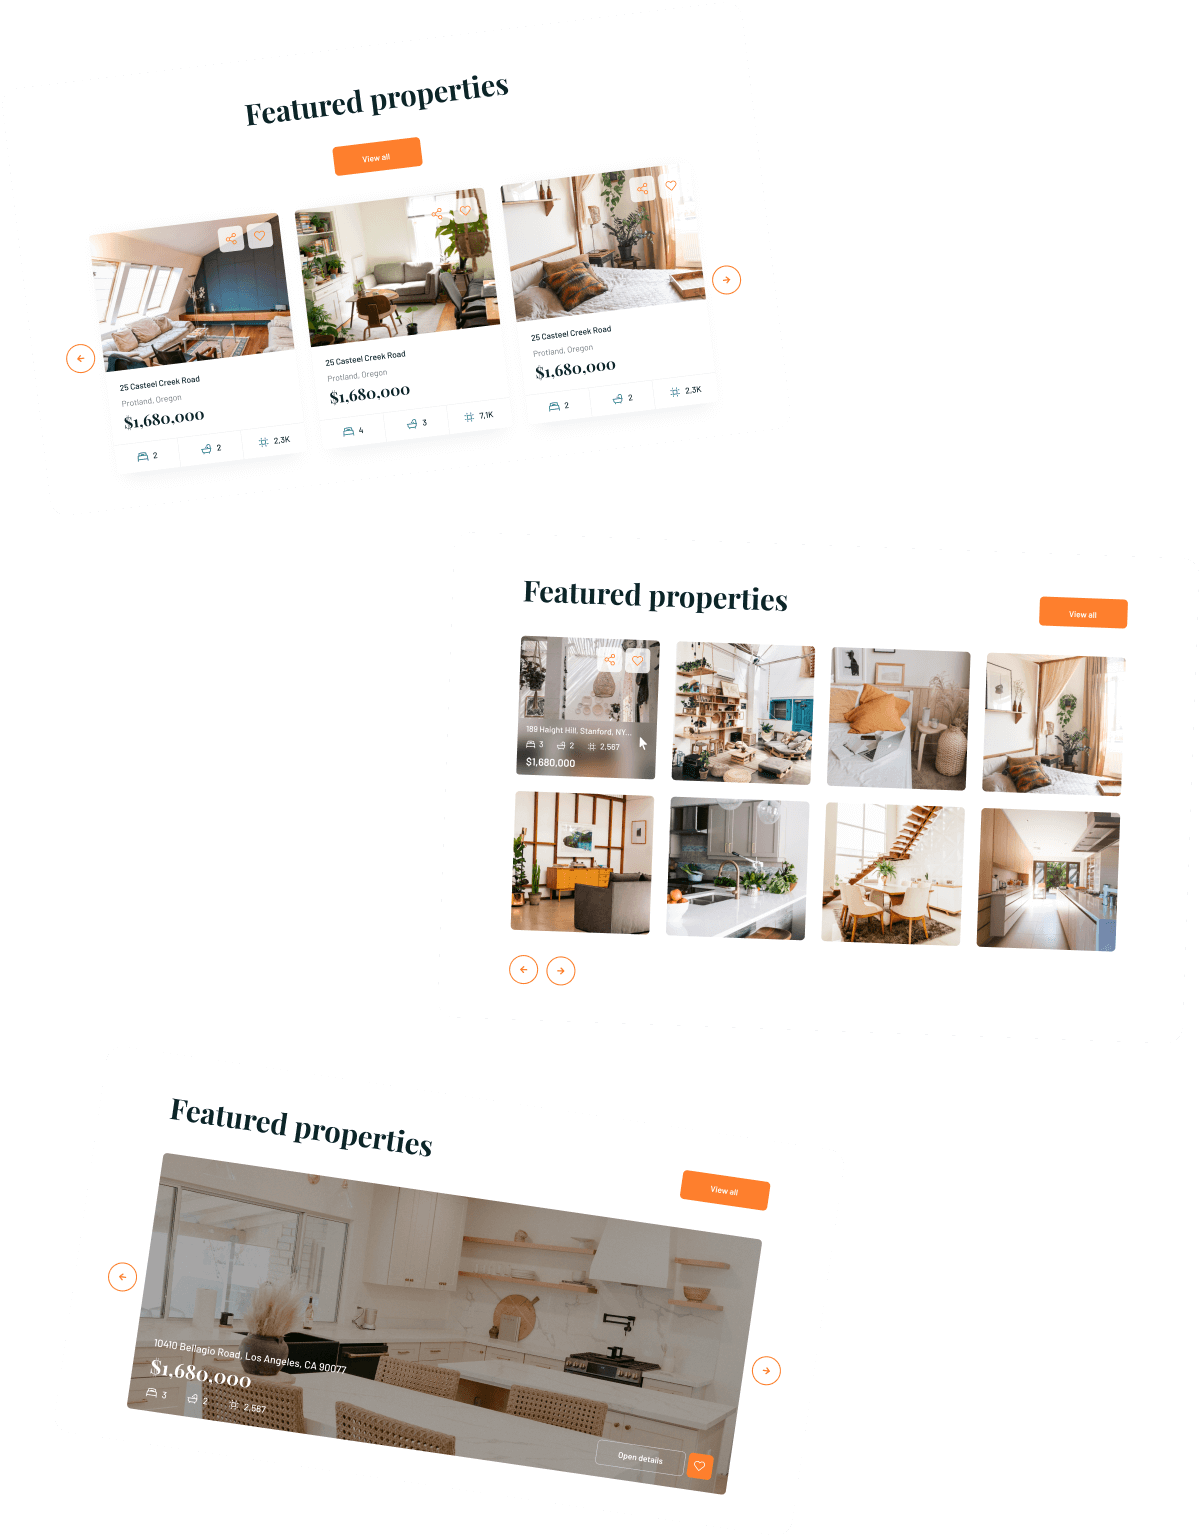 Featured properties
View all
25 Casteel Creek Road
Protland, Oregon
$1,680,000
2
2
2,3K
25 Casteel Creek Road
Protland, Oregon
$1,680,000
4
3
7,1K
25 Casteel Creek Road
Protland, Oregon
$1,680,000
2
2
2,3K
Featured properties
View all
189 Haight Hill, Stanford, NY...
3
2
2,567
$1,680,000
Featured properties
View all
10410 Bellagio Road, Los Angeles, CA 90077
$1,680,000
3
2
2,567
Open details